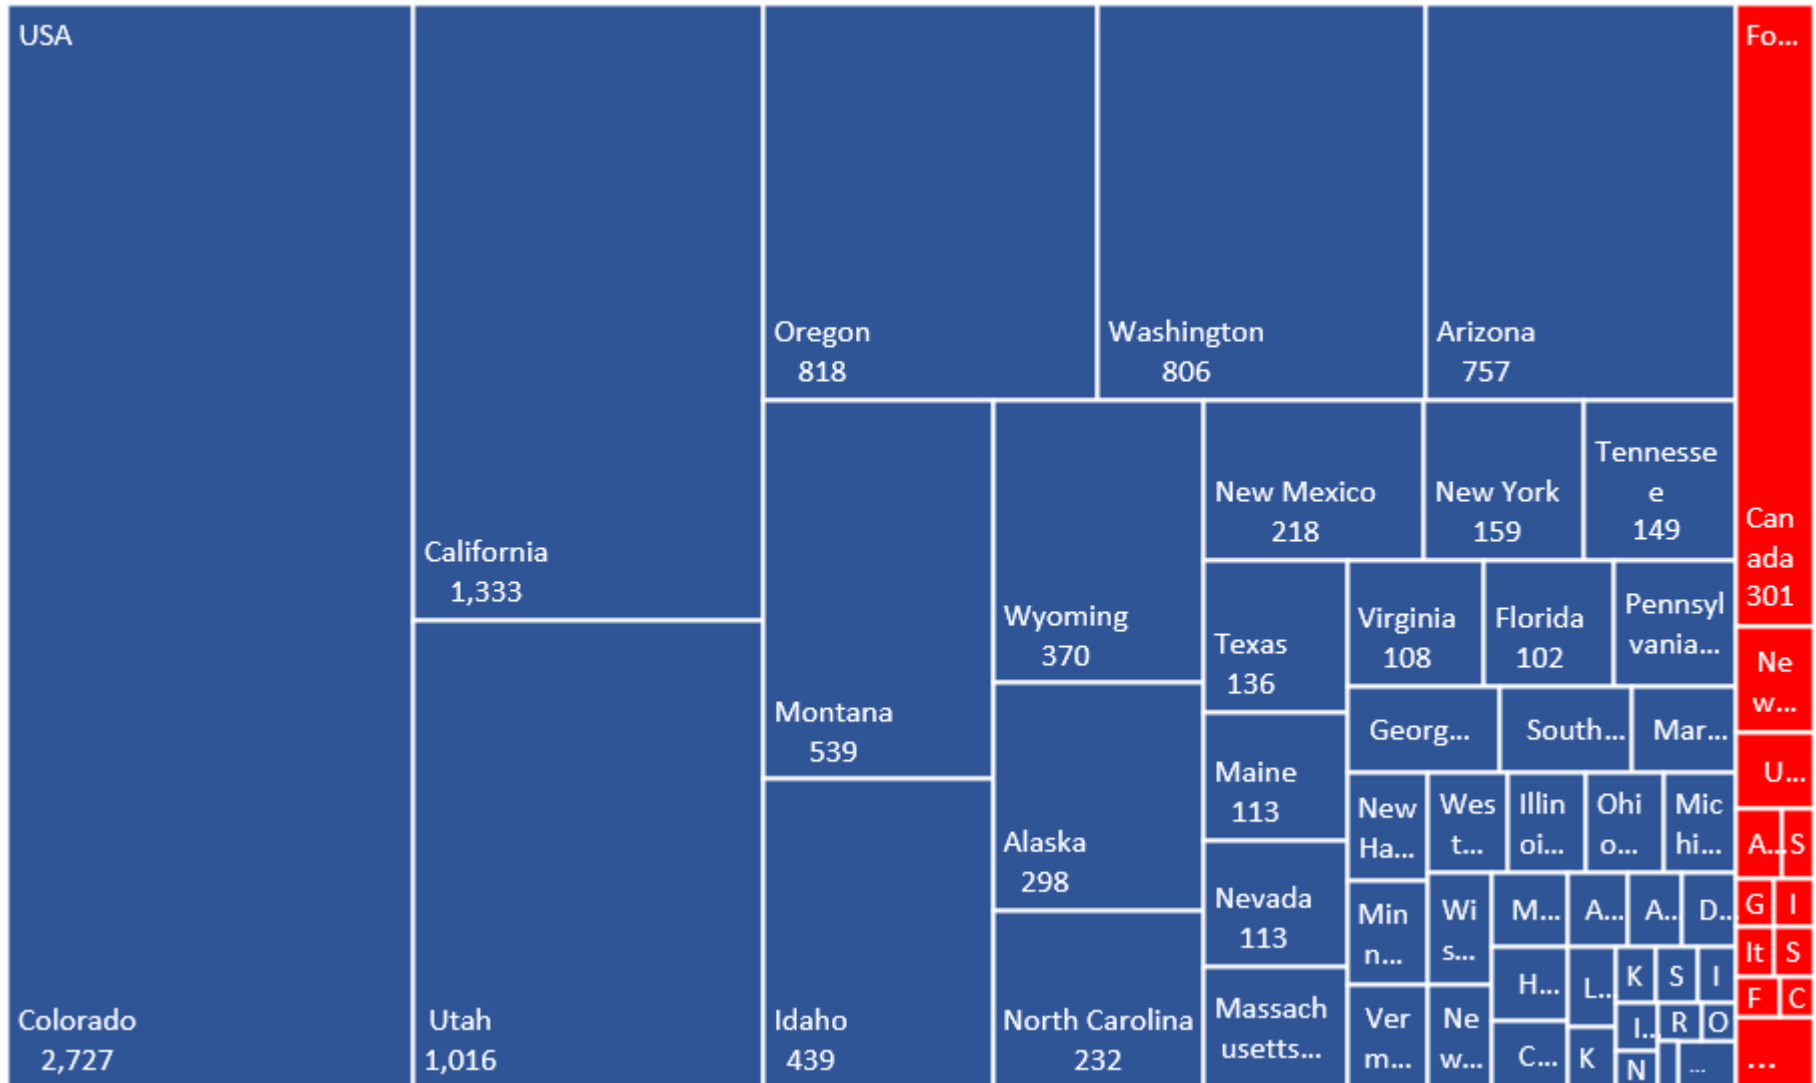 USA
Colorado
2,727
California
1,333
Utah
1,016
Oregon
818
Washington
806
Arizona
757
Montana
539
Idaho
439
Wyoming
370
Alaska
298
North Carolina
232
New Mexico
218
New York
159
Tennesse
e
149
Texas
136
Maine
113
Nevada
113
Massach
usetts...
Virginia
108
Florida
102
Pennsyl
vania...
Georg...
South...
Mar...
New
Ha...
Wes
t...
Illin
oi...
Ohi
o...
Mic
hi...
Min
n...
Wi
s...
M...
A...
A...
D...
Ver
m...
Ne
w...
H...
L...
K
S
I
C...
K
I...
R
O
N
...
Fo...
Can
ada
301
Ne
w...
U...
A...
S
G
I
It
S
F
C
...